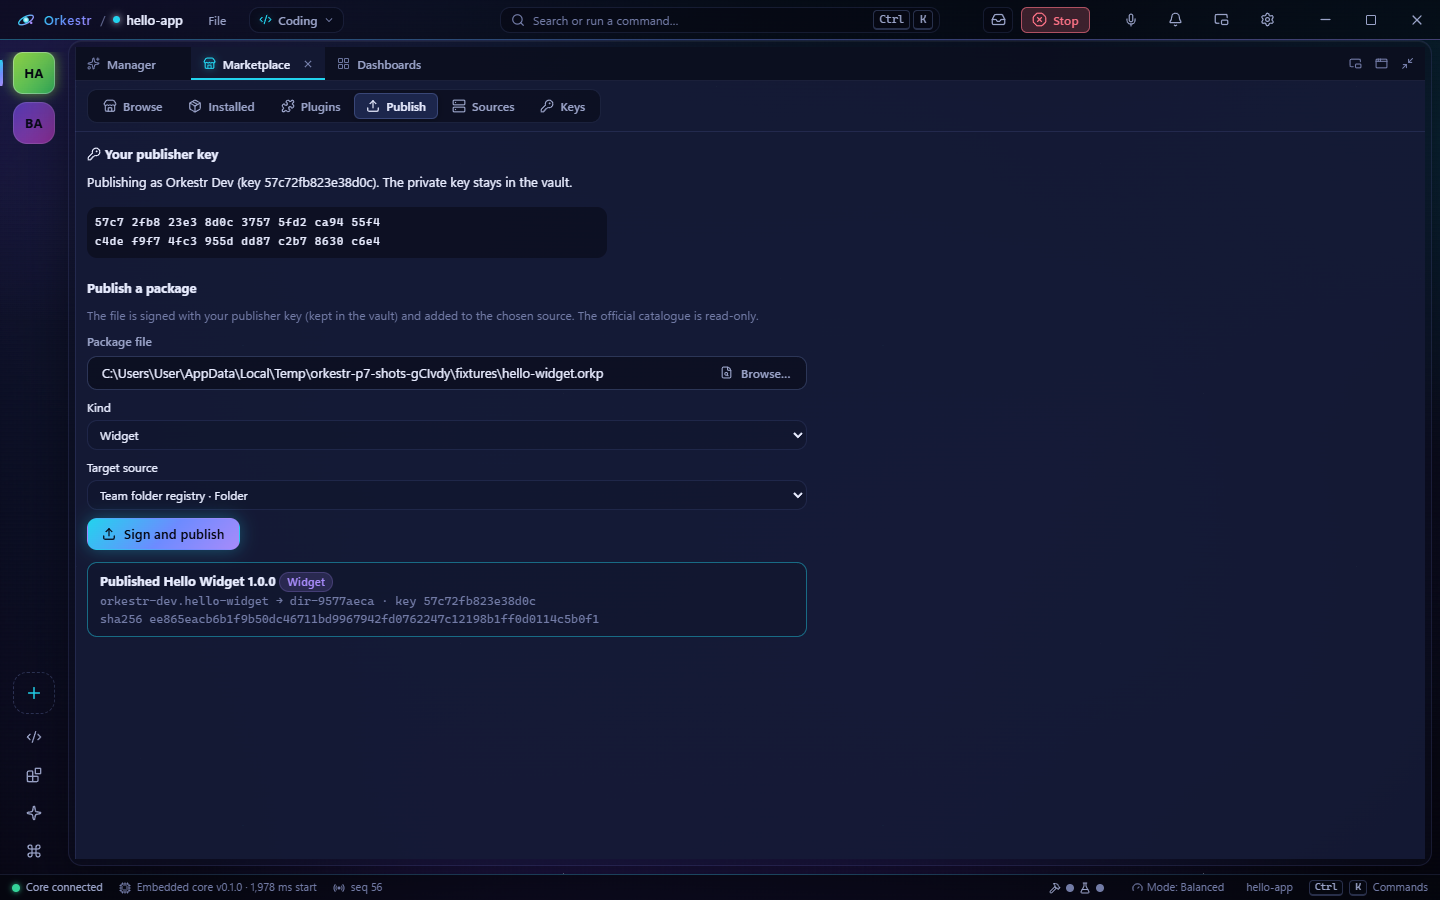 Orkestr / hello-app File Coding Search or run a command... Ctrl K Stop
HA
BA
Manager Marketplace Dashboards
Browse Installed Plugins Publish Sources Keys
Your publisher key
Publishing as Orkestr Dev (key 57c72fb823e38d0c). The private key stays in the vault.
57c7 2fb8 23e3 8d0c 3757 5fd2 ca94 55f4
c4de f9f7 4fc3 955d dd87 c2b7 8630 c6e4
Publish a package
The file is signed with your publisher key (kept in the vault) and added to the chosen source. The official catalogue is read-only.
Package file
C:\Users\User\AppData\Local\Temp\orkestr-p7-shots-gCIvdy\fixtures\hello-widget.orkp Browse...
Kind
Widget
Target source
Team folder registry · Folder
Sign and publish
Published Hello Widget 1.0.0 Widget
orkestr-dev.hello-widget → dir-9577aeca · key 57c72fb823e38d0c
sha256 ee865eacb6b1f9b50dc46711bd9967942fd0762247c12198b1ff0d0114c5b0f1
Core connected Embedded core v0.1.0 · 1,978 ms start seq 56 Mode: Balanced hello-app Ctrl K Commands